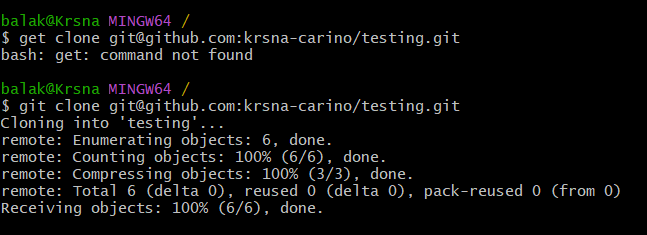 balak@Krsna MINGW64 /
$ get clone git@github.com:krsna-carino/testing.git
bash: get: command not found
balak@Krsna MINGW64 /
$ git clone git@github.com:krsna-carino/testing.git
Cloning into 'testing'...
remote: Enumerating objects: 6, done.
remote: Counting objects: 100% (6/6), done.
remote: Compressing objects: 100% (3/3), done.
remote: Total 6 (delta 0), reused 0 (delta 0), pack-reused 0 (from 0)
Receiving objects: 100% (6/6), done.